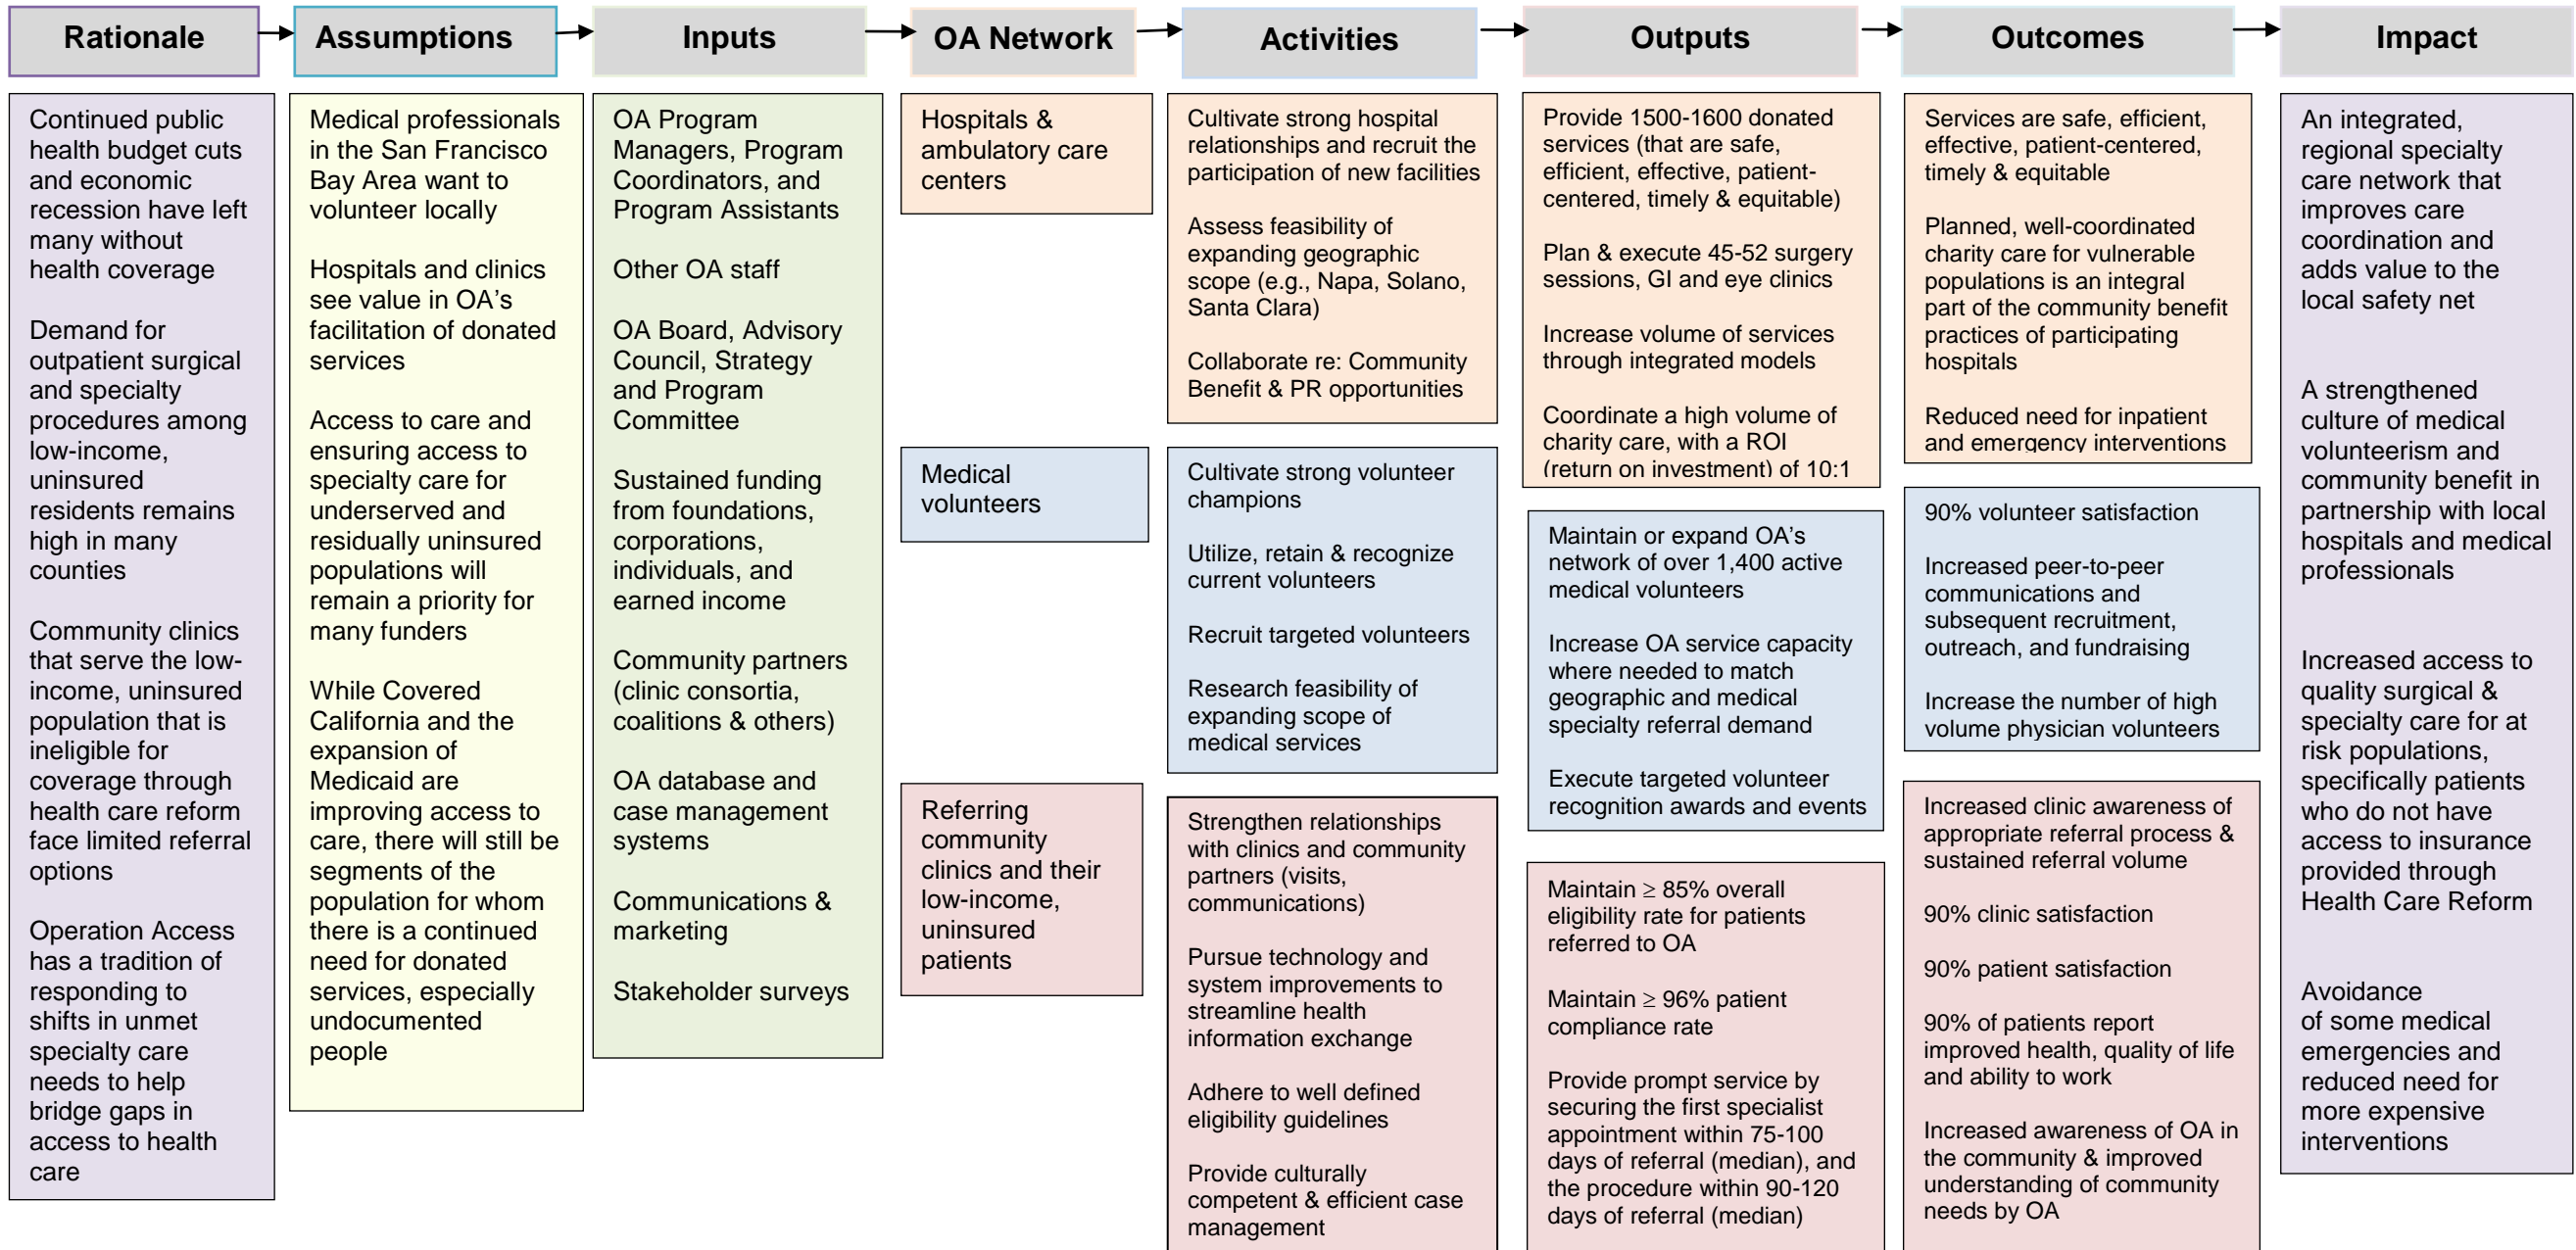 Rationale
Assumptions
Inputs
OA Network
Activities
Outputs
Outcomes
Impact
Continued public
health budget cuts
and economic
recession have left
many without
health coverage
Demand for
outpatient surgical
and specialty
procedures among
low-income,
uninsured
residents remains
high in many
counties
Community clinics
that serve the low-
income, uninsured
population that is
ineligible for
coverage through
health care reform
face limited referral
options
Operation Access
has a tradition of
responding to
shifts in unmet
specialty care
needs to help
bridge gaps in
access to health
care
Medical professionals
in the San Francisco
Bay Area want to
volunteer locally
Hospitals and clinics
see value in OA’s
facilitation of donated
services
Access to care and
ensuring access to
specialty care for
underserved and
residually uninsured
populations will
remain a priority for
many funders
While Covered
California and the
expansion of
Medicaid are
improving access to
care, there will still be
segments of the
population for whom
there is a continued
need for donated
services, especially
undocumented
people
OA Program
Managers, Program
Coordinators, and
Program Assistants
Other OA staff
OA Board, Advisory
Council, Strategy
and Program
Committee
Sustained funding
from foundations,
corporations,
individuals, and
earned income
Community partners
(clinic consortia,
coalitions & others)
OA database and
case management
systems
Communications &
marketing
Stakeholder surveys
Hospitals &
ambulatory care
centers
Medical
volunteers
Referring
community
clinics and their
low-income,
uninsured
patients
Cultivate strong hospital
relationships and recruit the
participation of new facilities
Assess feasibility of
expanding geographic
scope (e.g., Napa, Solano,
Santa Clara)
Collaborate re: Community
Benefit & PR opportunities
Cultivate strong volunteer
champions
Utilize, retain & recognize
current volunteers
Recruit targeted volunteers
Research feasibility of
expanding scope of
medical services
Strengthen relationships
with clinics and community
partners (visits,
communications)
Pursue technology and
system improvements to
streamline health
information exchange
Adhere to well defined
eligibility guidelines
Provide culturally
competent & efficient case
management
Provide 1500-1600 donated
services (that are safe,
efficient, effective, patient-
centered, timely & equitable)
Plan & execute 45-52 surgery
sessions, GI and eye clinics
Increase volume of services
through integrated models
Coordinate a high volume of
charity care, with a ROI
(return on investment) of 10:1
Maintain or expand OA’s
network of over 1,400 active
medical volunteers
Increase OA service capacity
where needed to match
geographic and medical
specialty referral demand
Execute targeted volunteer
recognition awards and events
Maintain ≥ 85% overall
eligibility rate for patients
referred to OA
Maintain ≥ 96% patient
compliance rate
Provide prompt service by
securing the first specialist
appointment within 75-100
days of referral (median), and
the procedure within 90-120
days of referral (median)
Services are safe, efficient,
effective, patient-centered,
timely & equitable
Planned, well-coordinated
charity care for vulnerable
populations is an integral
part of the community benefit
practices of participating
hospitals
Reduced need for inpatient
and emergency interventions
90% volunteer satisfaction
Increased peer-to-peer
communications and
subsequent recruitment,
outreach, and fundraising
Increase the number of high
volume physician volunteers
Increased clinic awareness of
appropriate referral process &
sustained referral volume
90% clinic satisfaction
90% patient satisfaction
90% of patients report
improved health, quality of life
and ability to work
Increased awareness of OA in
the community & improved
understanding of community
needs by OA
An integrated,
regional specialty
care network that
improves care
coordination and
adds value to the
local safety net
A strengthened
culture of medical
volunteerism and
community benefit in
partnership with local
hospitals and medical
professionals
Increased access to
quality surgical &
specialty care for at
risk populations,
specifically patients
who do not have
access to insurance
provided through
Health Care Reform
Avoidance
of some medical
emergencies and
reduced need for
more expensive
interventions